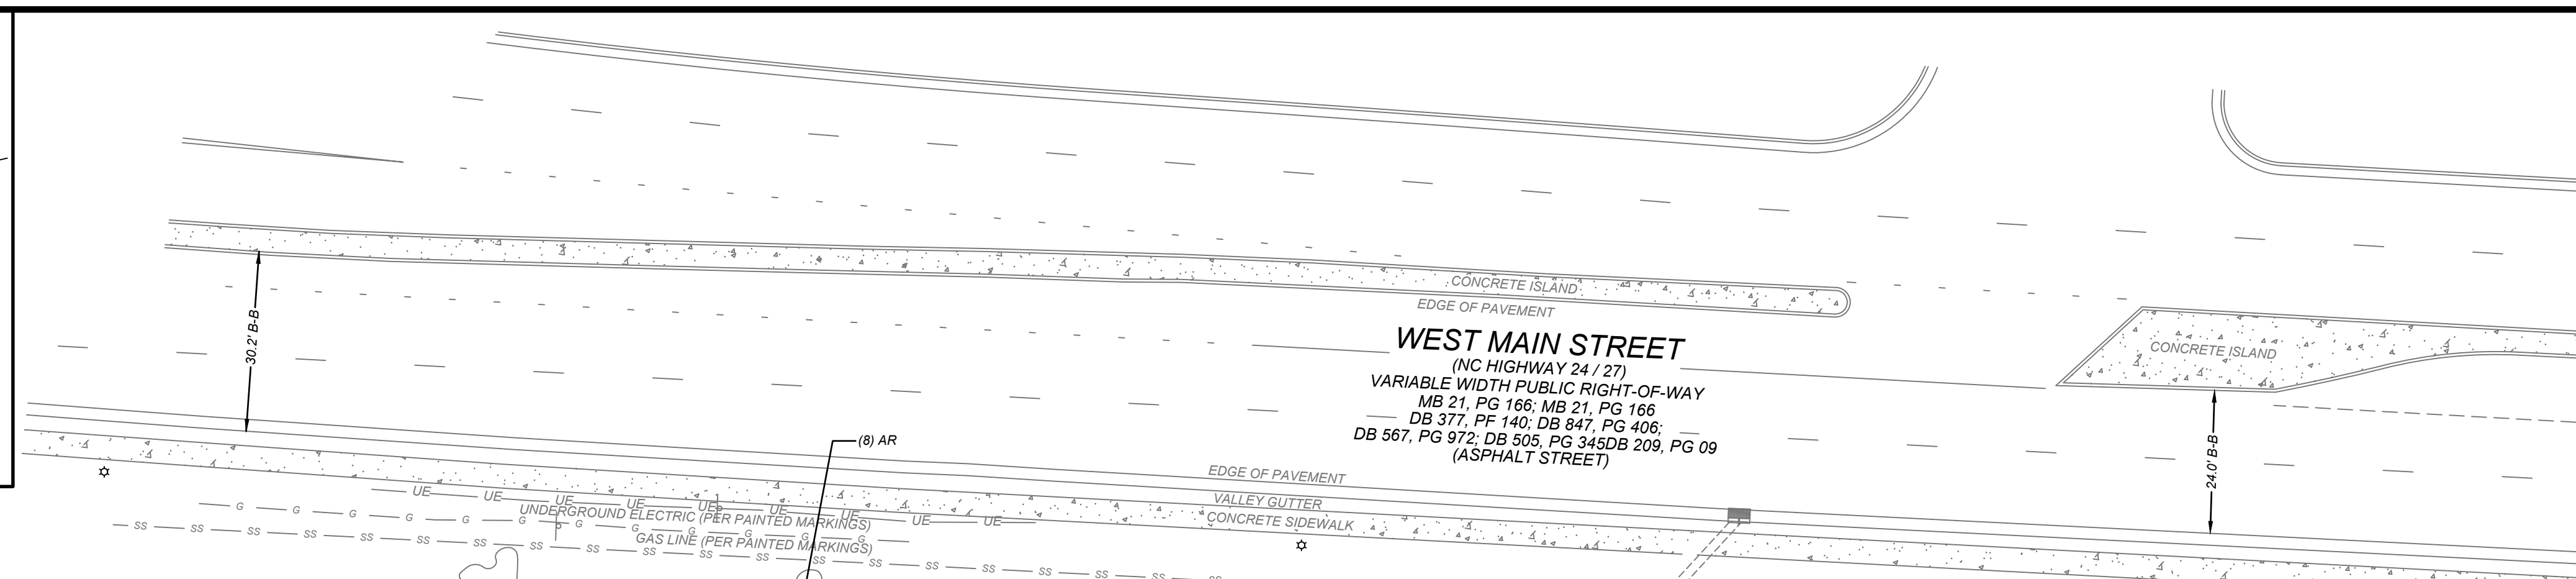 CONCRETE ISLAND
EDGE OF PAVEMENT
WEST MAIN STREET
(NC HIGHWAY 24 / 27)
VARIABLE WIDTH PUBLIC RIGHT-OF-WAY
MB 21, PG 166; MB 21, PG 166
DB 377, PF 140; DB 847, PG 406;
DB 567, PG 972; DB 505, PG 345DB 209, PG 09
(ASPHALT STREET)
CONCRETE ISLAND
30.2' B-B
24.0' B-B
(8) AR
EDGE OF PAVEMENT
VALLEY GUTTER
CONCRETE SIDEWALK
UE UE UE UE UE UE UE UE UE
UNDERGROUND ELECTRIC (PER PAINTED MARKINGS)
G G G G G G G G G G G G
GAS LINE (PER PAINTED MARKINGS)
SS SS SS SS SS SS SS SS SS SS SS SS SS SS SS SS SS SS SS SS